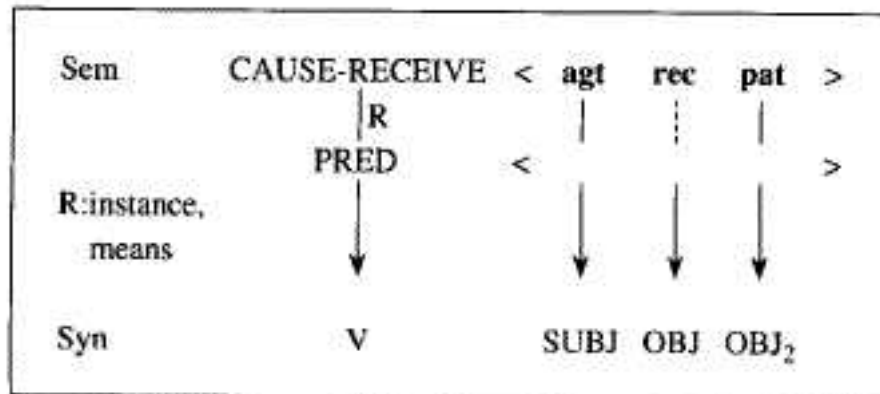 Sem CAUSE-RECEIVE < agt rec pat >
R
PRED < >
R:instance,
means
Syn V SUBJ OBJ OBJ₂